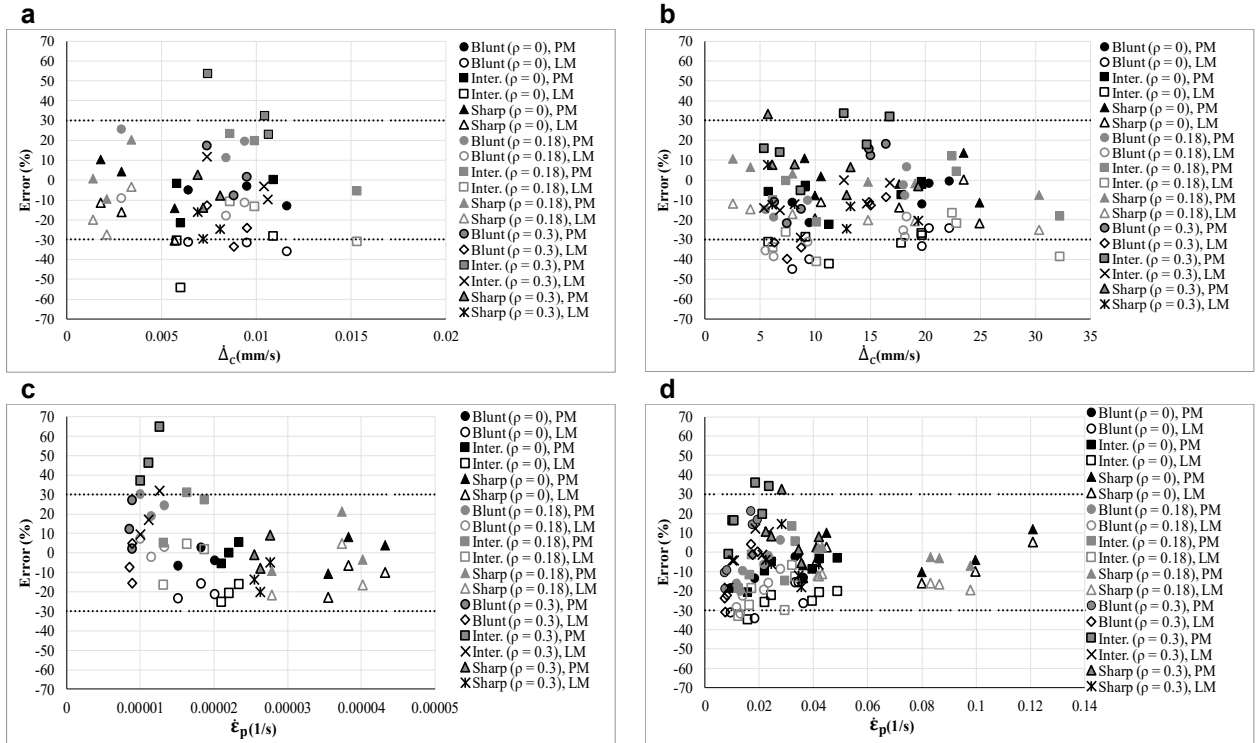 a
70
60
50
40
30
20
10
0
-10
-20
-30
-40
-50
-60
-70
Error (%)
0
0.005
0.01
0.015
0.02
Δ̇c(mm/s)
Blunt (ρ = 0), PM
Blunt (ρ = 0), LM
Inter. (ρ = 0), PM
Inter. (ρ = 0), LM
Sharp (ρ = 0), PM
Sharp (ρ = 0), LM
Blunt (ρ = 0.18), PM
Blunt (ρ = 0.18), LM
Inter. (ρ = 0.18), PM
Inter. (ρ = 0.18), LM
Sharp (ρ = 0.18), PM
Sharp (ρ = 0.18), LM
Blunt (ρ = 0.3), PM
Blunt (ρ = 0.3), LM
Inter. (ρ = 0.3), PM
Inter. (ρ = 0.3), LM
Sharp (ρ = 0.3), PM
Sharp (ρ = 0.3), LM
b
70
60
50
40
30
20
10
0
-10
-20
-30
-40
-50
-60
-70
Error (%)
0
5
10
15
20
25
30
35
Δ̇c(mm/s)
Blunt (ρ = 0), PM
Blunt (ρ = 0), LM
Inter. (ρ = 0), PM
Inter. (ρ = 0), LM
Sharp (ρ = 0), PM
Sharp (ρ = 0), LM
Blunt (ρ = 0.18), PM
Blunt (ρ = 0.18), LM
Inter. (ρ = 0.18), PM
Inter. (ρ = 0.18), LM
Sharp (ρ = 0.18), PM
Sharp (ρ = 0.18), LM
Blunt (ρ = 0.3), PM
Blunt (ρ = 0.3), LM
Inter. (ρ = 0.3), PM
Inter. (ρ = 0.3), LM
Sharp (ρ = 0.3), PM
Sharp (ρ = 0.3), LM
c
70
60
50
40
30
20
10
0
-10
-20
-30
-40
-50
-60
-70
Error (%)
0
0.00001
0.00002
0.00003
0.00004
0.00005
ε̇p(1/s)
Blunt (ρ = 0), PM
Blunt (ρ = 0), LM
Inter. (ρ = 0), PM
Inter. (ρ = 0), LM
Sharp (ρ = 0), PM
Sharp (ρ = 0), LM
Blunt (ρ = 0.18), PM
Blunt (ρ = 0.18), LM
Inter. (ρ = 0.18), PM
Inter. (ρ = 0.18), LM
Sharp (ρ = 0.18), PM
Sharp (ρ = 0.18), LM
Blunt (ρ = 0.3), PM
Blunt (ρ = 0.3), LM
Inter. (ρ = 0.3), PM
Inter. (ρ = 0.3), LM
Sharp (ρ = 0.3), PM
Sharp (ρ = 0.3), LM
d
70
60
50
40
30
20
10
0
-10
-20
-30
-40
-50
-60
-70
Error (%)
0
0.02
0.04
0.06
0.08
0.1
0.12
0.14
ε̇p(1/s)
Blunt (ρ = 0), PM
Blunt (ρ = 0), LM
Inter. (ρ = 0), PM
Inter. (ρ = 0), LM
Sharp (ρ = 0), PM
Sharp (ρ = 0), LM
Blunt (ρ = 0.18), PM
Blunt (ρ = 0.18), LM
Inter. (ρ = 0.18), PM
Inter. (ρ = 0.18), LM
Sharp (ρ = 0.18), PM
Sharp (ρ = 0.18), LM
Blunt (ρ = 0.3), PM
Blunt (ρ = 0.3), LM
Inter. (ρ = 0.3), PM
Inter. (ρ = 0.3), LM
Sharp (ρ = 0.3), PM
Sharp (ρ = 0.3), LM